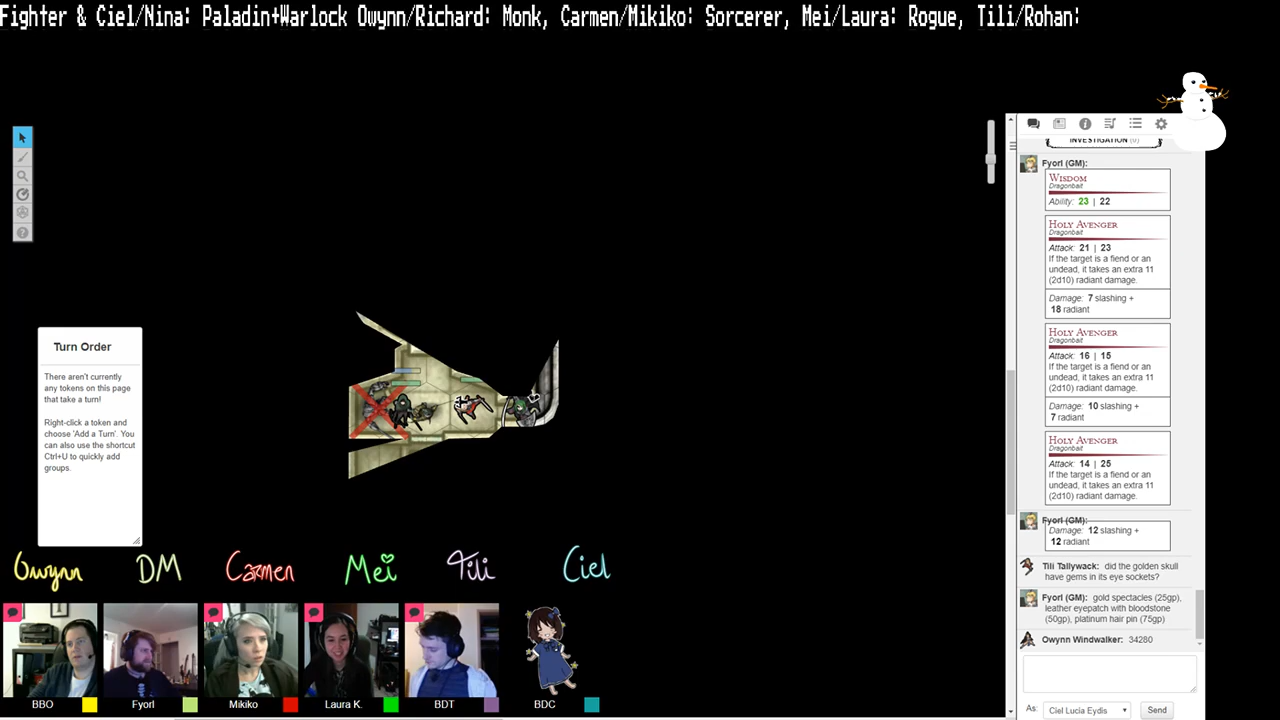 Fighter & Ciel/Nina: Paladin+Warlock Owynn/Richard: Monk, Carmen/Mikiko: Sorcerer, Mei/Laura: Rogue, Tili/Rohan:
Turn Order
There aren't currently
any tokens on this page
that take a turn!
Right-click a token and
choose 'Add a Turn'. You
can also use the shortcut
Ctrl+U to quickly add
groups.
INVESTIGATION (0)
Fyorl (GM):
WISDOM
Dragonbait
Ability: 23 | 22
HOLY AVENGER
Dragonbait
Attack: 21 | 23
If the target is a fiend or an
undead, it takes an extra 11
(2d10) radiant damage.
Damage: 7 slashing +
18 radiant
HOLY AVENGER
Dragonbait
Attack: 16 | 15
If the target is a fiend or an
undead, it takes an extra 11
(2d10) radiant damage.
Damage: 10 slashing +
7 radiant
HOLY AVENGER
Dragonbait
Attack: 14 | 25
If the target is a fiend or an
undead, it takes an extra 11
(2d10) radiant damage.
Fyorl (GM):
Damage: 12 slashing +
12 radiant
Tili Tallywack: did the golden skull
have gems in its eye sockets?
Fyorl (GM): gold spectacles (25gp),
leather eyepatch with bloodstone
(50gp), platinum hair pin (75gp)
Owynn Windwalker: 34280
As: Ciel Lucia Eydis Send
Owynn DM Carmen Mei Tili Ciel
BBO Fyorl Mikiko Laura K. BDT BDC